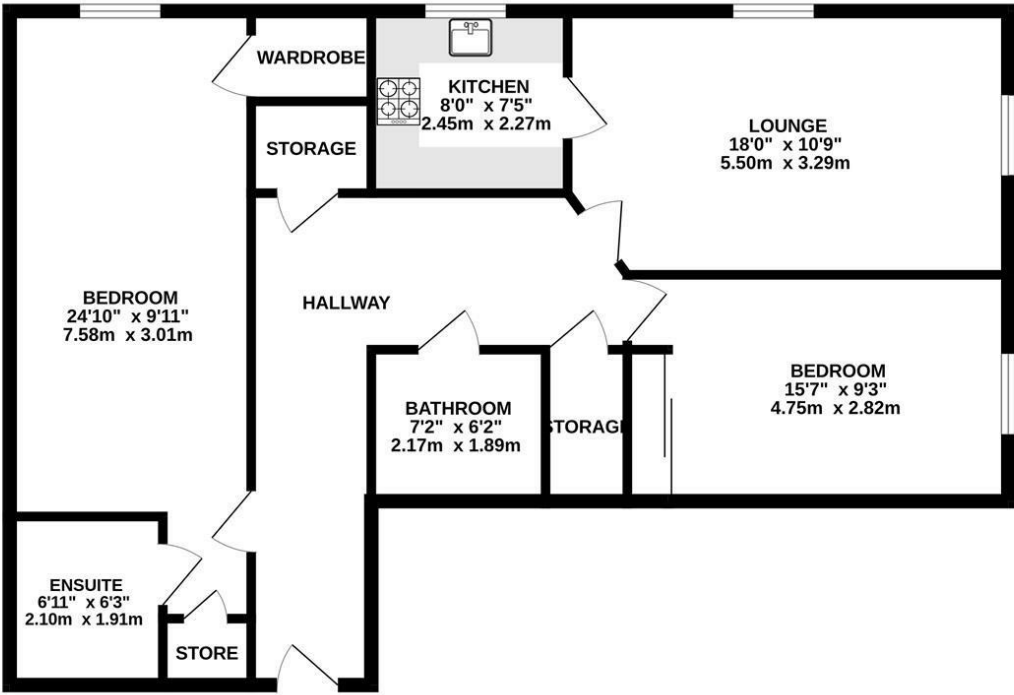 WARDROBE
KITCHEN
8'0" x 7'5"
2.45m x 2.27m
STORAGE
LOUNGE
18'0" x 10'9"
5.50m x 3.29m
BEDROOM
24'10" x 9'11"
7.58m x 3.01m
HALLWAY
BEDROOM
15'7" x 9'3"
4.75m x 2.82m
BATHROOM
7'2" x 6'2"
2.17m x 1.89m
STORAGE
ENSUITE
6'11" x 6'3"
2.10m x 1.91m
STORE